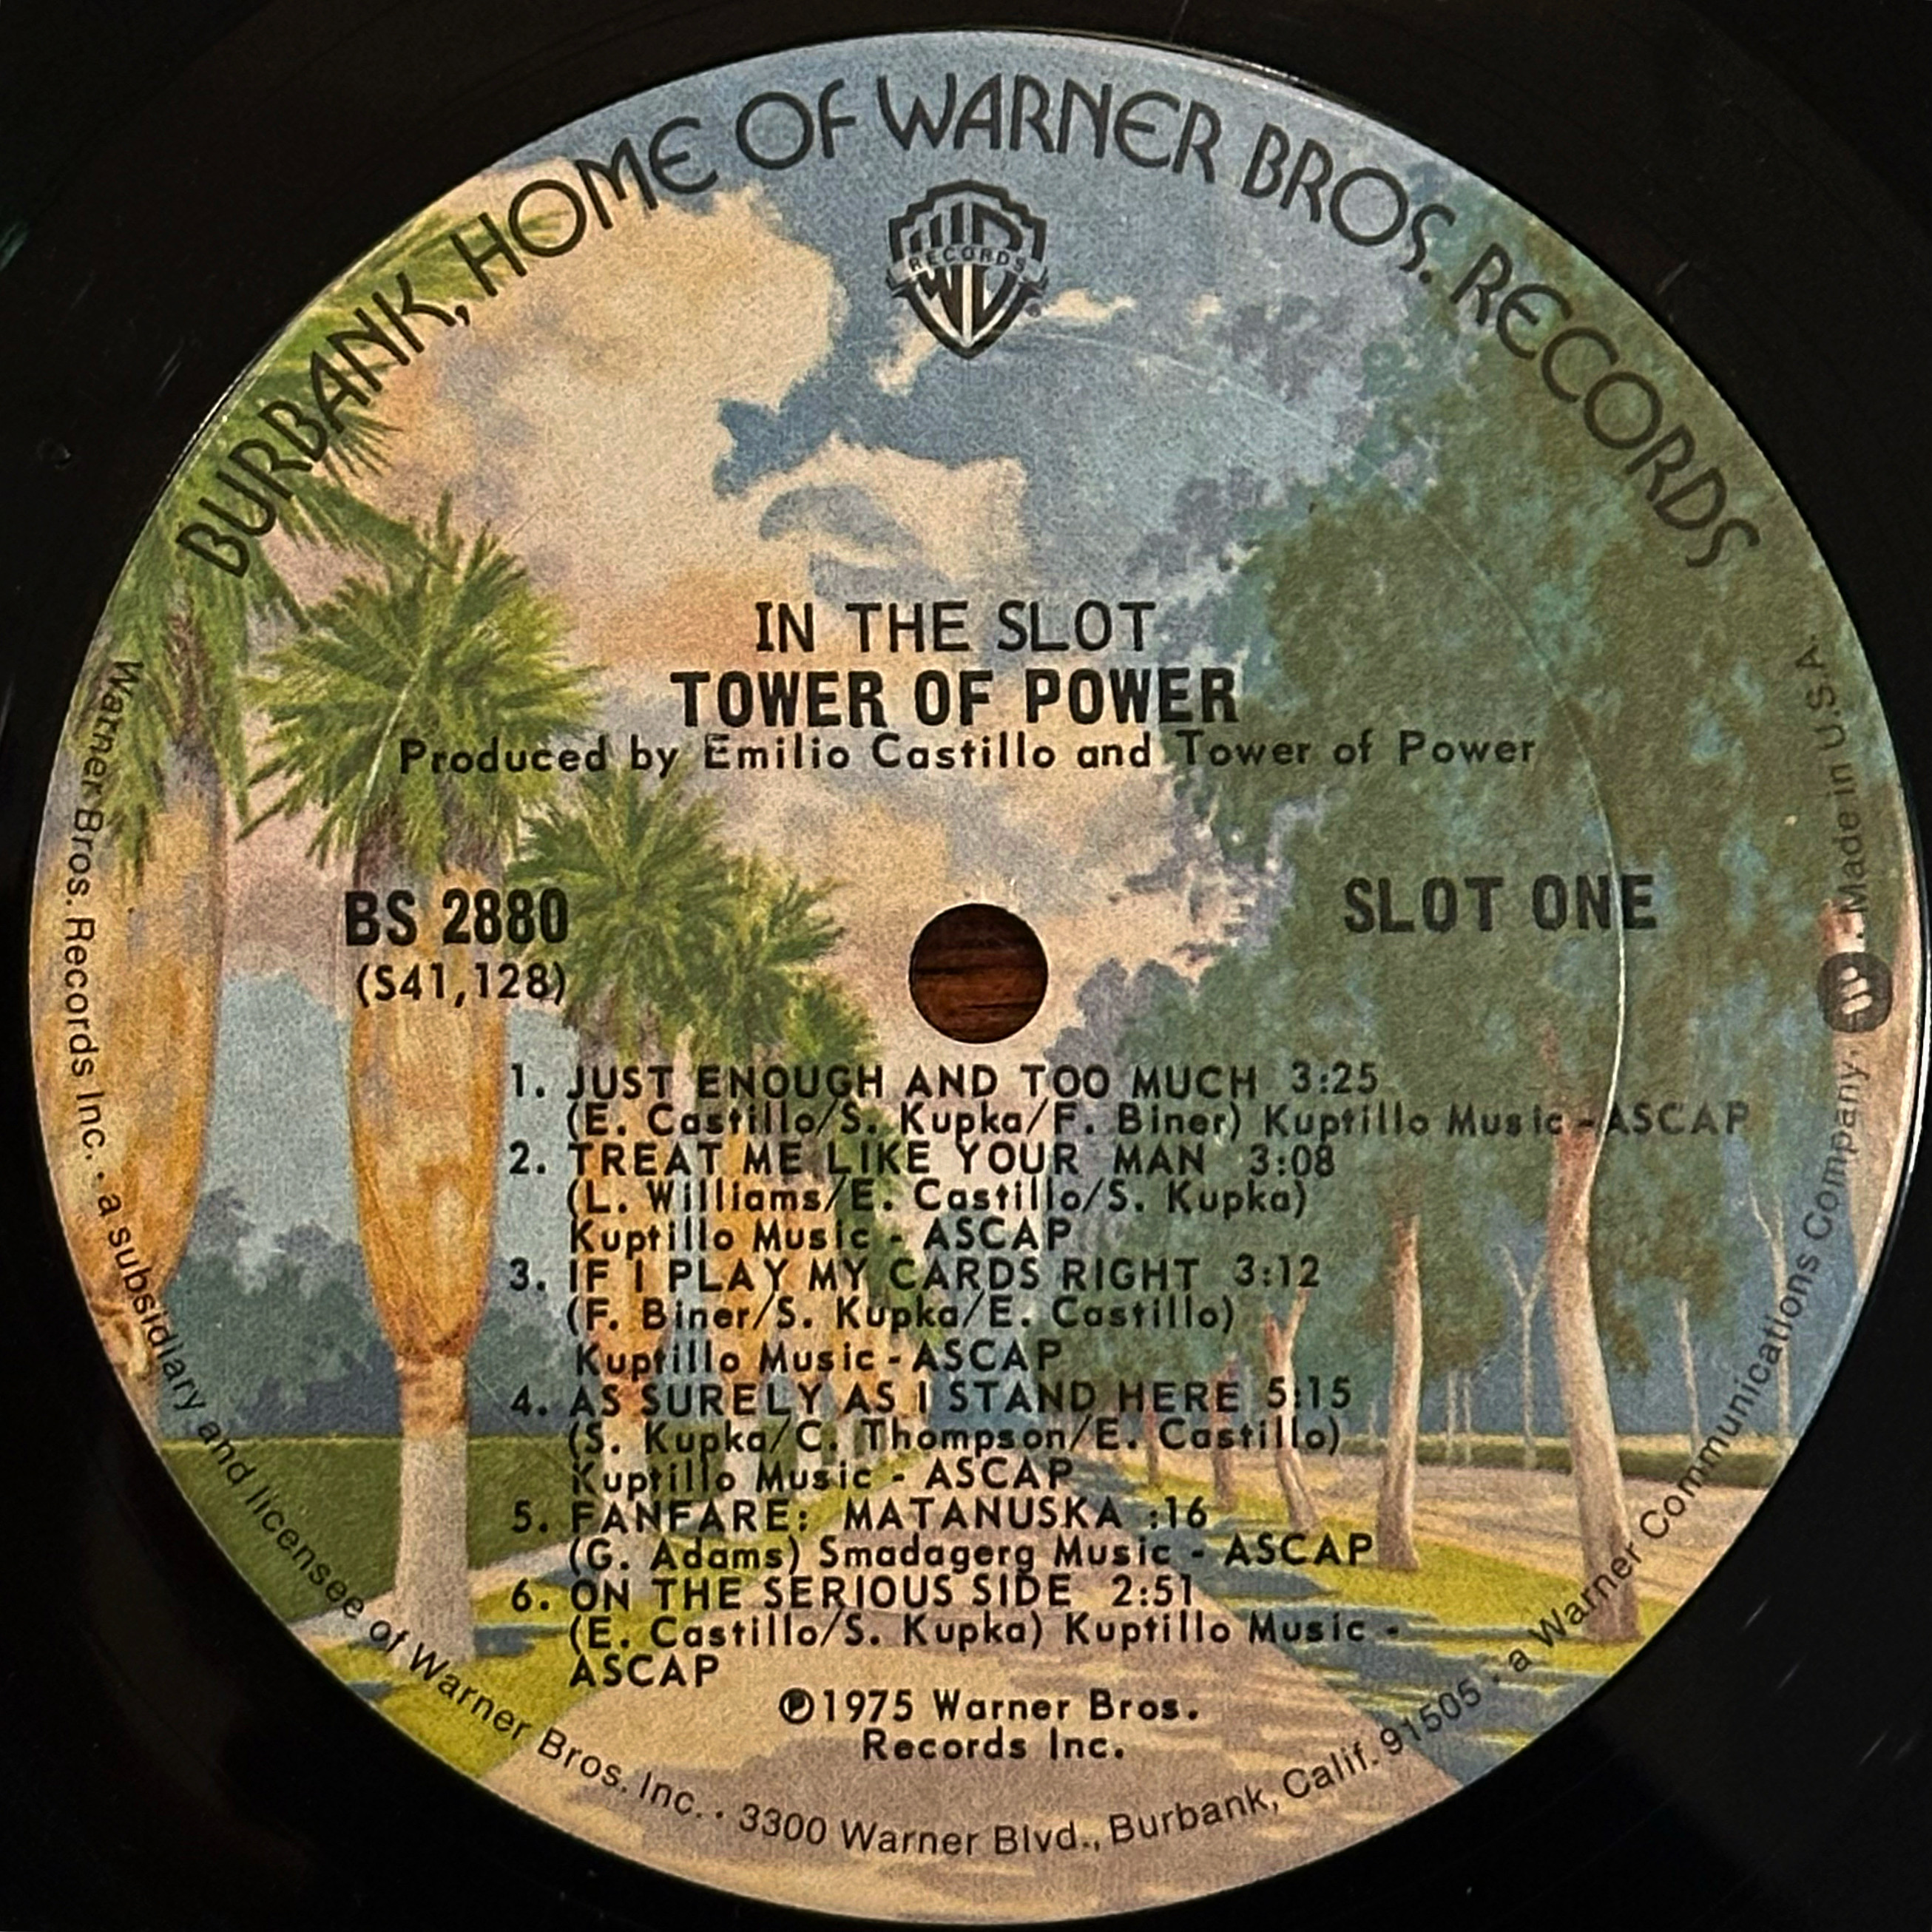 BURBANK, HOME OF WARNER BROS. RECORDS
RECORDS
IN THE SLOT
TOWER OF POWER
Produced by Emilio Castillo and Tower of Power
BS 2880
(S41,128)
SLOT ONE
1. JUST ENOUGH AND TOO MUCH 3:25
(E. Castillo/S. Kupka/F. Biner) Kuptillo Music - ASCAP
2. TREAT ME LIKE YOUR MAN 3:08
(L. Williams/E. Castillo/S. Kupka)
Kuptillo Music - ASCAP
3. IF I PLAY MY CARDS RIGHT 3:12
(F. Biner/S. Kupka/E. Castillo)
Kuptillo Music - ASCAP
4. AS SURELY AS I STAND HERE 5:15
(S. Kupka/C. Thompson/E. Castillo)
Kuptillo Music - ASCAP
5. FANFARE: MATANUSKA :16
(G. Adams) Smadagerg Music - ASCAP
6. ON THE SERIOUS SIDE 2:51
(E. Castillo/S. Kupka) Kuptillo Music -
ASCAP
℗1975 Warner Bros.
Records Inc.
Warner Bros. Records Inc. · a subsidiary and licensee of Warner Bros. Inc. · 3300 Warner Blvd., Burbank, Calif. 91505 · a Warner Communications Company. · Made in U.S.A.